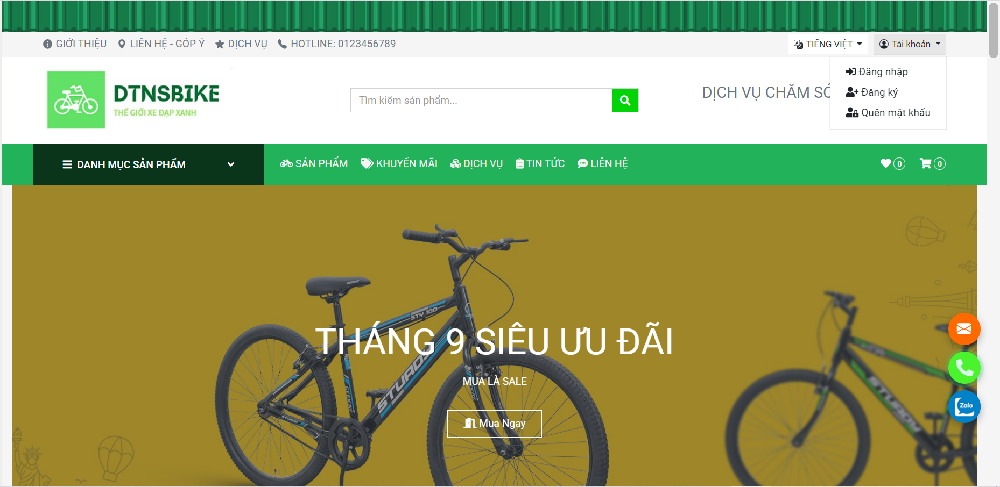 GIỚI THIỆU LIÊN HỆ - GÓP Ý DỊCH VỤ HOTLINE: 0123456789 TIẾNG VIỆT Tài khoản
Đăng nhập
Đăng ký
Quên mật khẩu
DTNSBIKE
THẾ GIỚI XE ĐẠP XANH
Tìm kiếm sản phẩm...
DỊCH VỤ CHĂM SÓ
DANH MỤC SẢN PHẨM SẢN PHẨM KHUYẾN MÃI DỊCH VỤ TIN TỨC SMS LIÊN HỆ 0 0
STY 100
THÁNG 9 SIÊU ƯU ĐÃI
MUA LÀ SALE
Mua Ngay
STURDY
GEEKAY
STURDY
Zalo